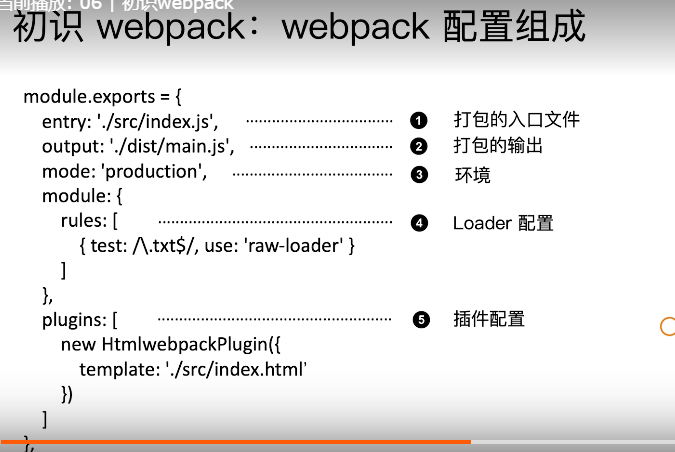 当前播放: 06 | 初识webpack
初识 webpack：webpack 配置组成
module.exports = {
entry: './src/index.js', ❶ 打包的入口文件
output: './dist/main.js', ❷ 打包的输出
mode: 'production', ❸ 环境
module: {
rules: [ ❹ Loader 配置
{ test: /\.txt$/, use: 'raw-loader' }
]
},
plugins: [ ❺ 插件配置
new HtmlwebpackPlugin({
template: './src/index.html'
})
]
};